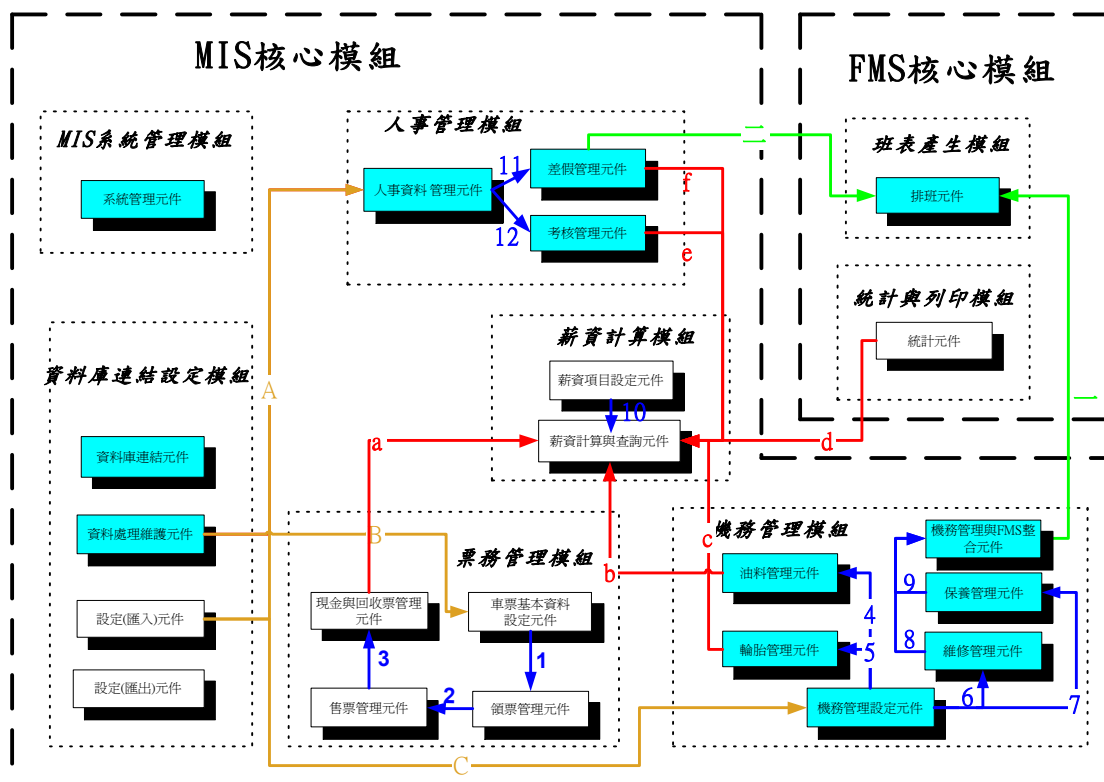 MIS核心模組
FMS核心模組
MIS系統管理模組
系統管理元件
人事管理模組
人事資料管理元件
11
12
差假管理元件
考核管理元件
f
e
二
班表產生模組
排班元件
統計與列印模組
統計元件
一
資料庫連結設定模組
A
資料庫連結元件
資料處理維護元件
設定(匯入)元件
設定(匯出)元件
薪資計算模組
薪資項目設定元件
10
薪資計算與查詢元件
a
d
c
b
B
票務管理模組
現金與回收票管理
元件
車票基本資料
設定元件
3
1
售票管理元件
2
領票管理元件
C
機務管理模組
油料管理元件
輪胎管理元件
4
5
機務管理與FMS整
合元件
9
保養管理元件
8
維修管理元件
6
7
機務管理設定元件